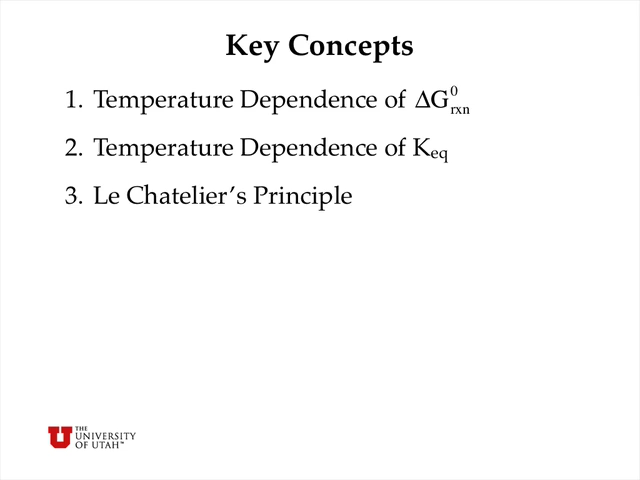 Key Concepts
1. Temperature Dependence of ΔG⁰rxn
2. Temperature Dependence of Keq
3. Le Chatelier’s Principle
THE
UNIVERSITY
OF UTAH™